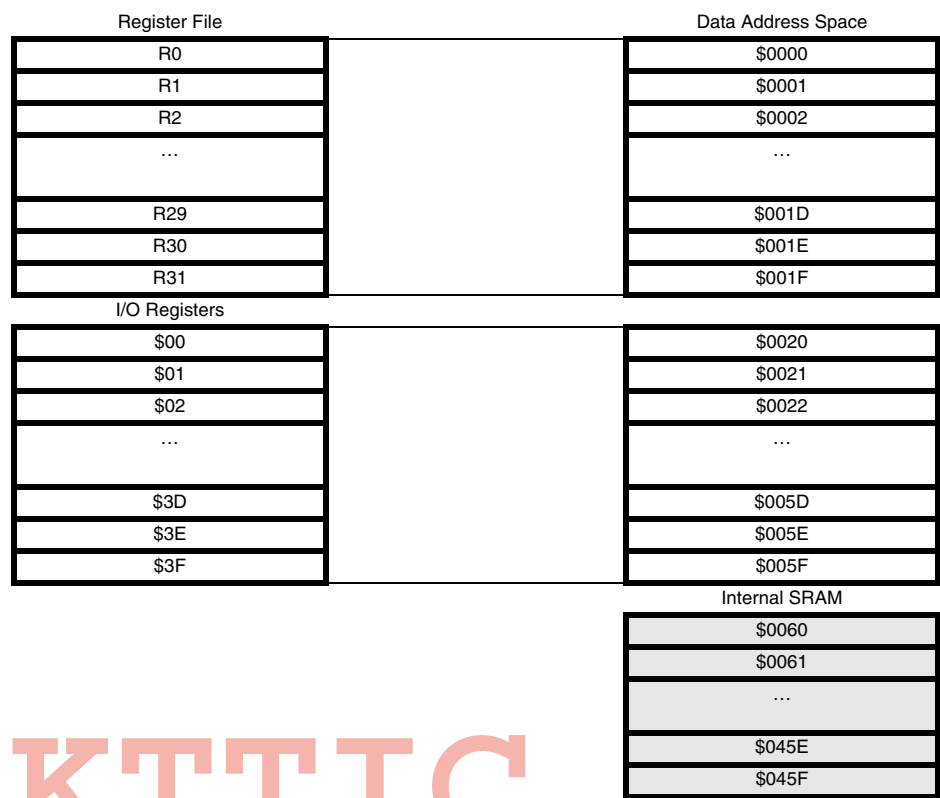 Register File Data Address Space
R0 $0000
R1 $0001
R2 $0002
... ...
R29 $001D
R30 $001E
R31 $001F
I/O Registers
$00 $0020
$01 $0021
$02 $0022
... ...
$3D $005D
$3E $005E
$3F $005F
Internal SRAM
$0060
$0061
...
$045E
$045F
KTTIC